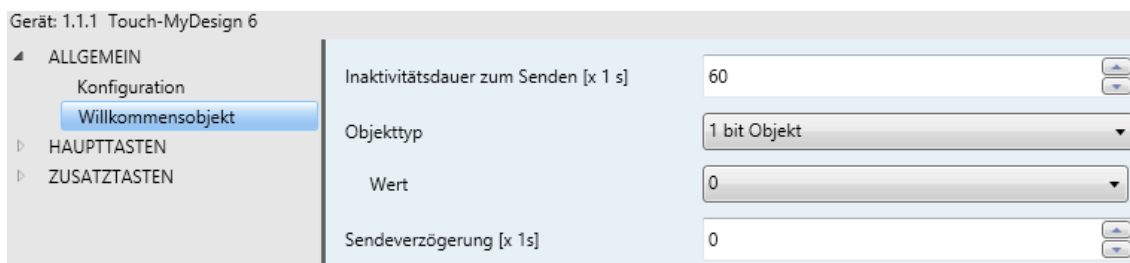 Gerät: 1.1.1 Touch-MyDesign 6
ALLGEMEIN
Konfiguration
Willkommensobjekt
HAUPTTASTEN
ZUSATZTASTEN
Inaktivitätsdauer zum Senden [x 1 s]
60
Objekttyp
1 bit Objekt
Wert
0
Sendeverzögerung [x 1s]
0